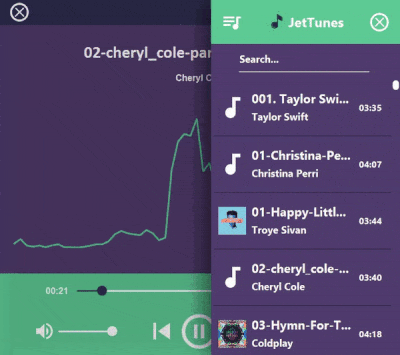 02-cheryl_cole-par
Cheryl C
00:21
JetTunes
Search...
001. Taylor Swi...
Taylor Swift
03:35
01-Christina-Pe...
Christina Perri
04:07
01-Happy-Littl...
Troye Sivan
03:44
02-cheryl_cole-...
Cheryl Cole
03:40
03-Hymn-For-T...
Coldplay
04:18